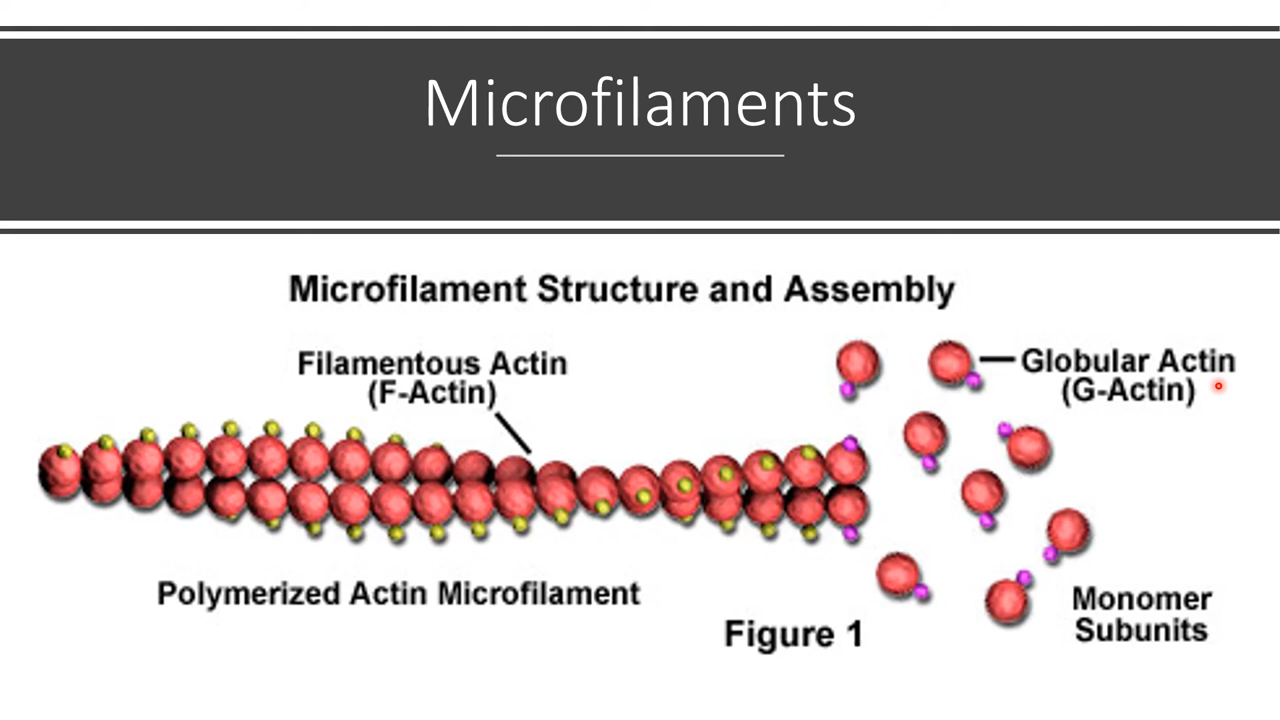 Microfilaments
Microfilament Structure and Assembly
Filamentous Actin
(F-Actin)
Globular Actin
(G-Actin)
Polymerized Actin Microfilament
Monomer
Subunits
Figure 1